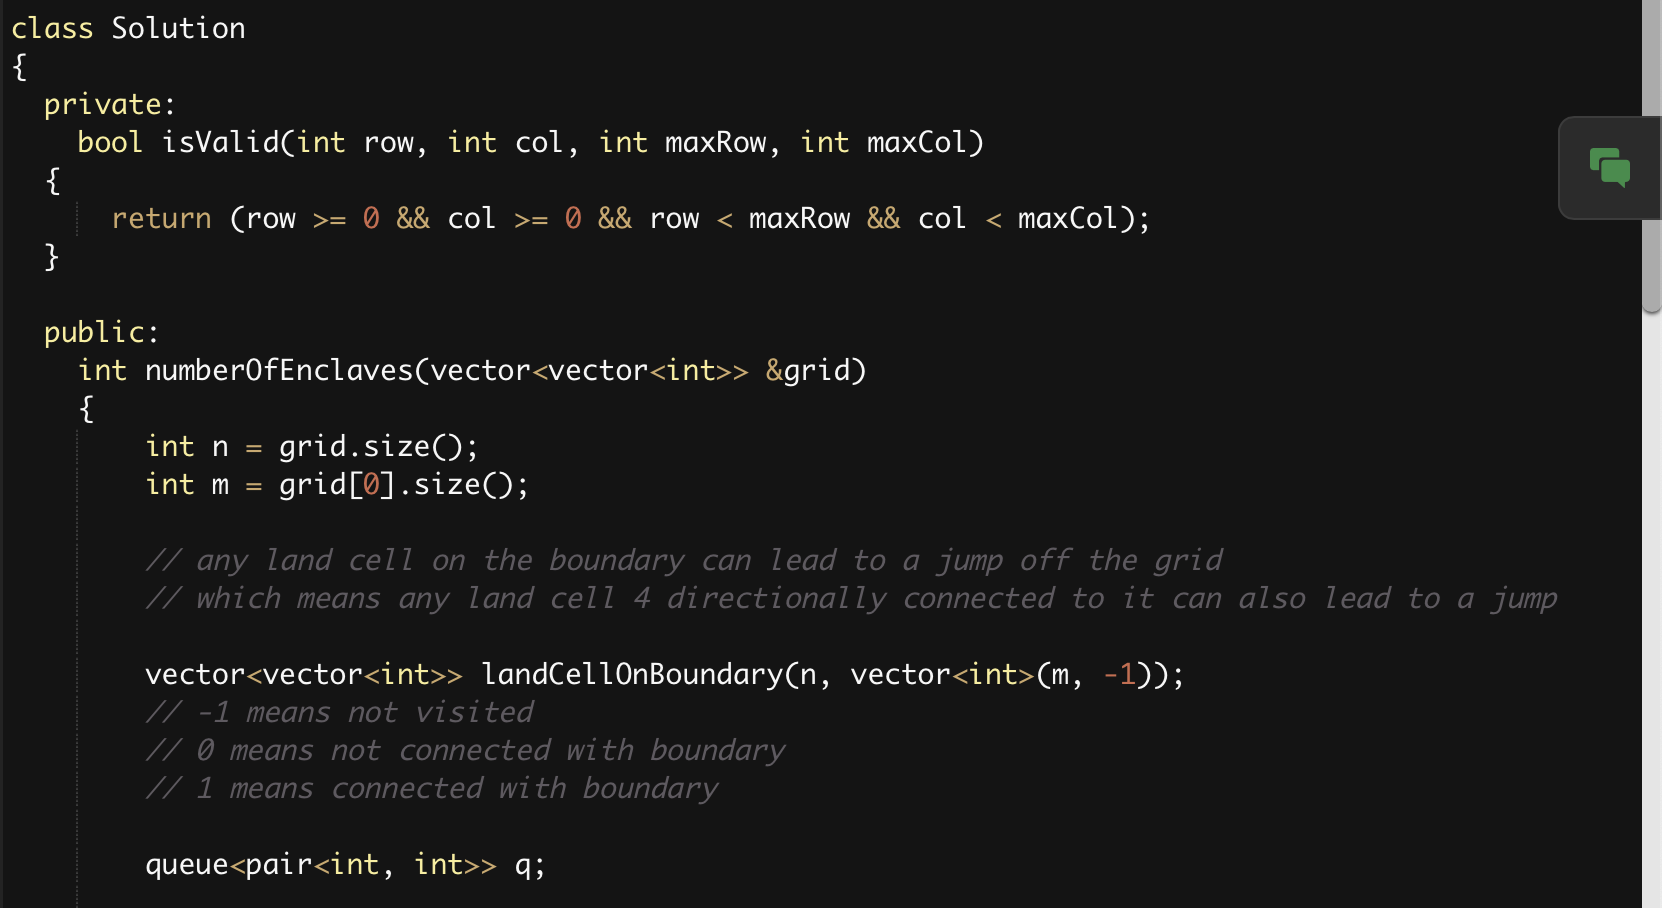 class Solution
{
private:
bool isValid(int row, int col, int maxRow, int maxCol)
{
return (row >= 0 && col >= 0 && row < maxRow && col < maxCol);
}
public:
int numberOfEnclaves(vector<vector<int>> &grid)
{
int n = grid.size();
int m = grid[0].size();
// any land cell on the boundary can lead to a jump off the grid
// which means any land cell 4 directionally connected to it can also lead to a jump
vector<vector<int>> landCellOnBoundary(n, vector<int>(m, -1));
// -1 means not visited
// 0 means not connected with boundary
// 1 means connected with boundary
queue<pair<int, int>> q;